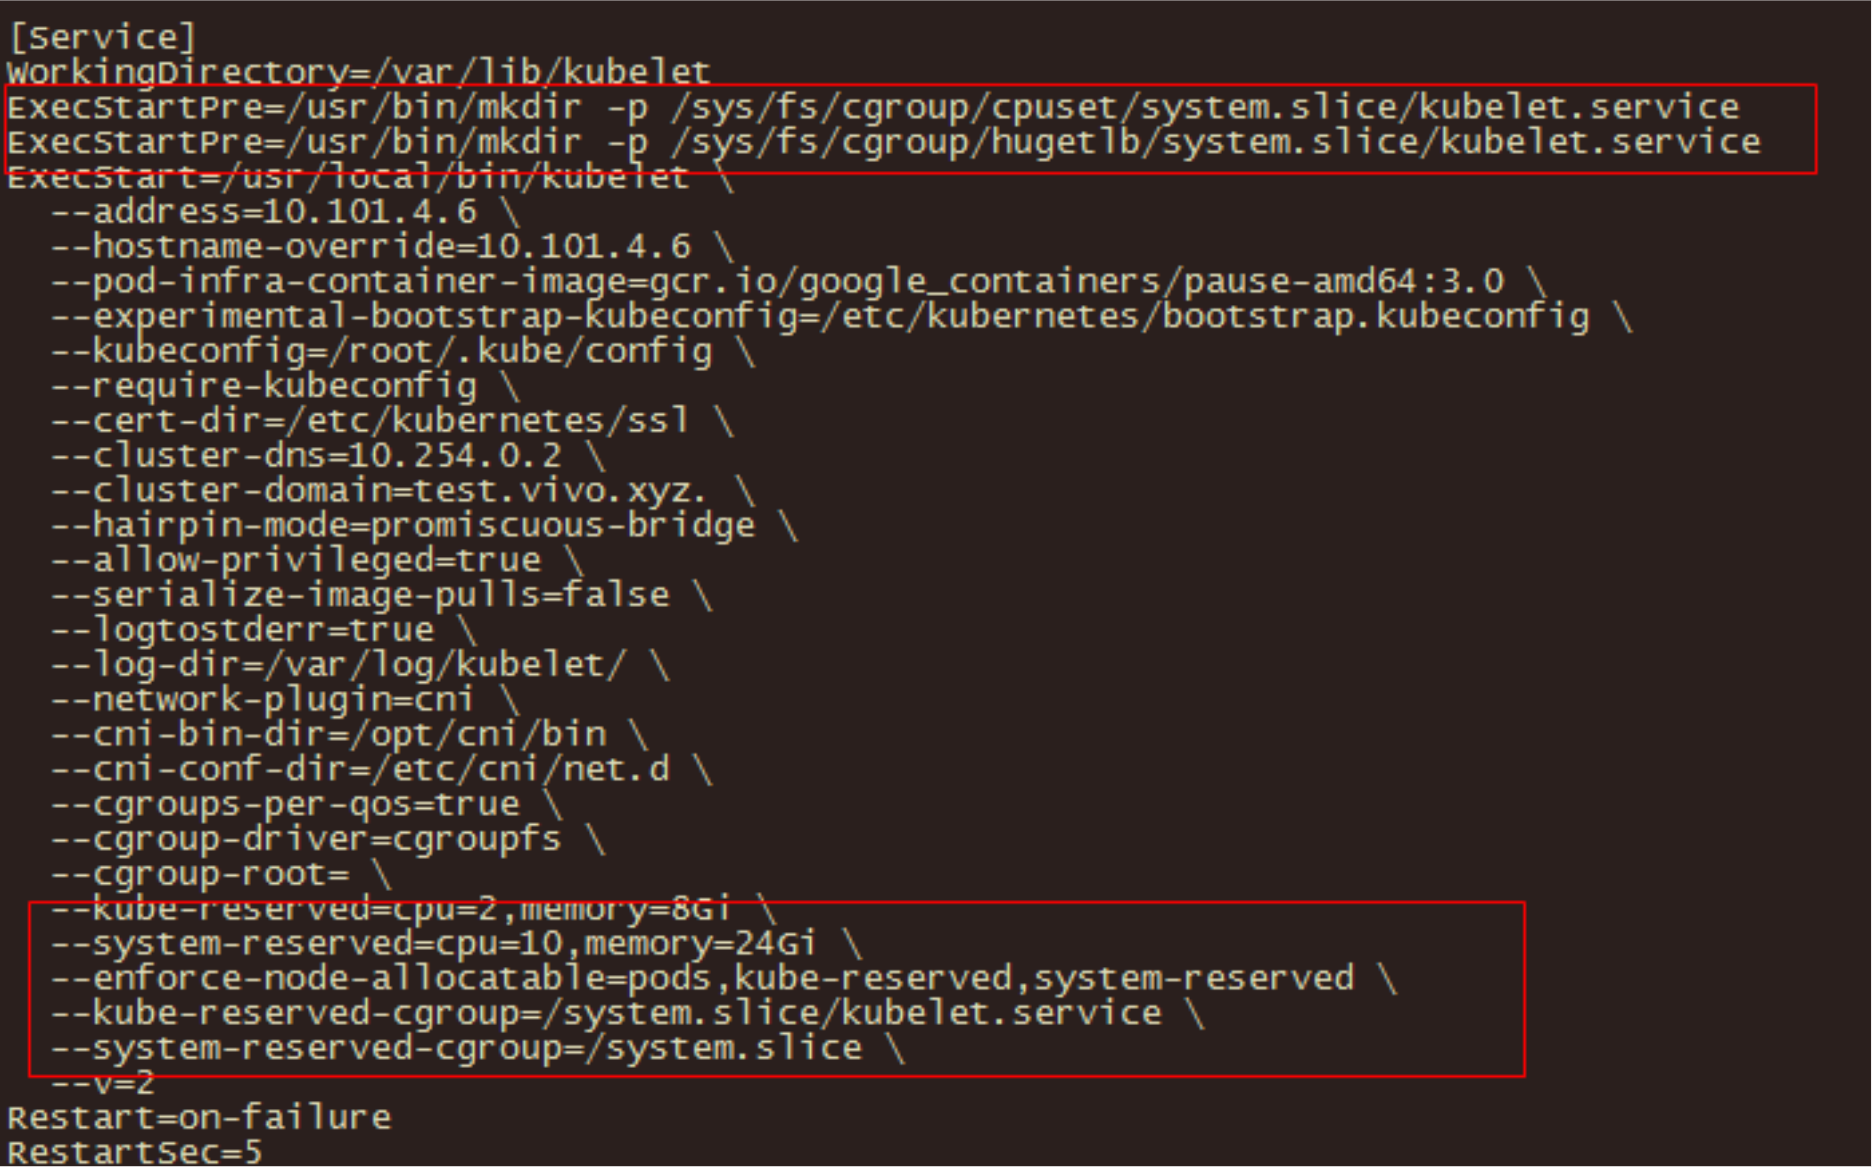 [Service]
WorkingDirectory=/var/lib/kubelet
ExecStartPre=/usr/bin/mkdir -p /sys/fs/cgroup/cpuset/system.slice/kubelet.service
ExecStartPre=/usr/bin/mkdir -p /sys/fs/cgroup/hugetlb/system.slice/kubelet.service
ExecStart=/usr/local/bin/kubelet \
  --address=10.101.4.6 \
  --hostname-override=10.101.4.6 \
  --pod-infra-container-image=gcr.io/google_containers/pause-amd64:3.0 \
  --experimental-bootstrap-kubeconfig=/etc/kubernetes/bootstrap.kubeconfig \
  --kubeconfig=/root/.kube/config \
  --require-kubeconfig \
  --cert-dir=/etc/kubernetes/ssl \
  --cluster-dns=10.254.0.2 \
  --cluster-domain=test.vivo.xyz. \
  --hairpin-mode=promiscuous-bridge \
  --allow-privileged=true \
  --serialize-image-pulls=false \
  --logtostderr=true \
  --log-dir=/var/log/kubelet/ \
  --network-plugin=cni \
  --cni-bin-dir=/opt/cni/bin \
  --cni-conf-dir=/etc/cni/net.d \
  --cgroups-per-qos=true \
  --cgroup-driver=cgroupfs \
  --cgroup-root= \
  --kube-reserved=cpu=2,memory=8Gi \
  --system-reserved=cpu=10,memory=24Gi \
  --enforce-node-allocatable=pods,kube-reserved,system-reserved \
  --kube-reserved-cgroup=/system.slice/kubelet.service \
  --system-reserved-cgroup=/system.slice \
  --v=2
Restart=on-failure
RestartSec=5